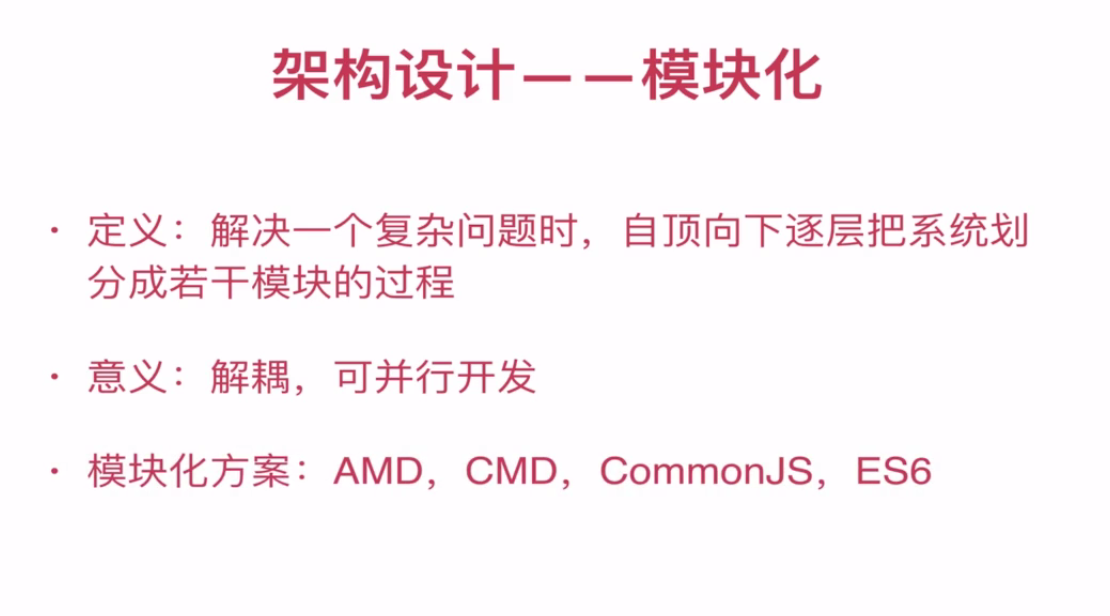 架构设计——模块化
· 定义：解决一个复杂问题时，自顶向下逐层把系统划
分成若干模块的过程
· 意义：解耦，可并行开发
· 模块化方案：AMD，CMD，CommonJS，ES6